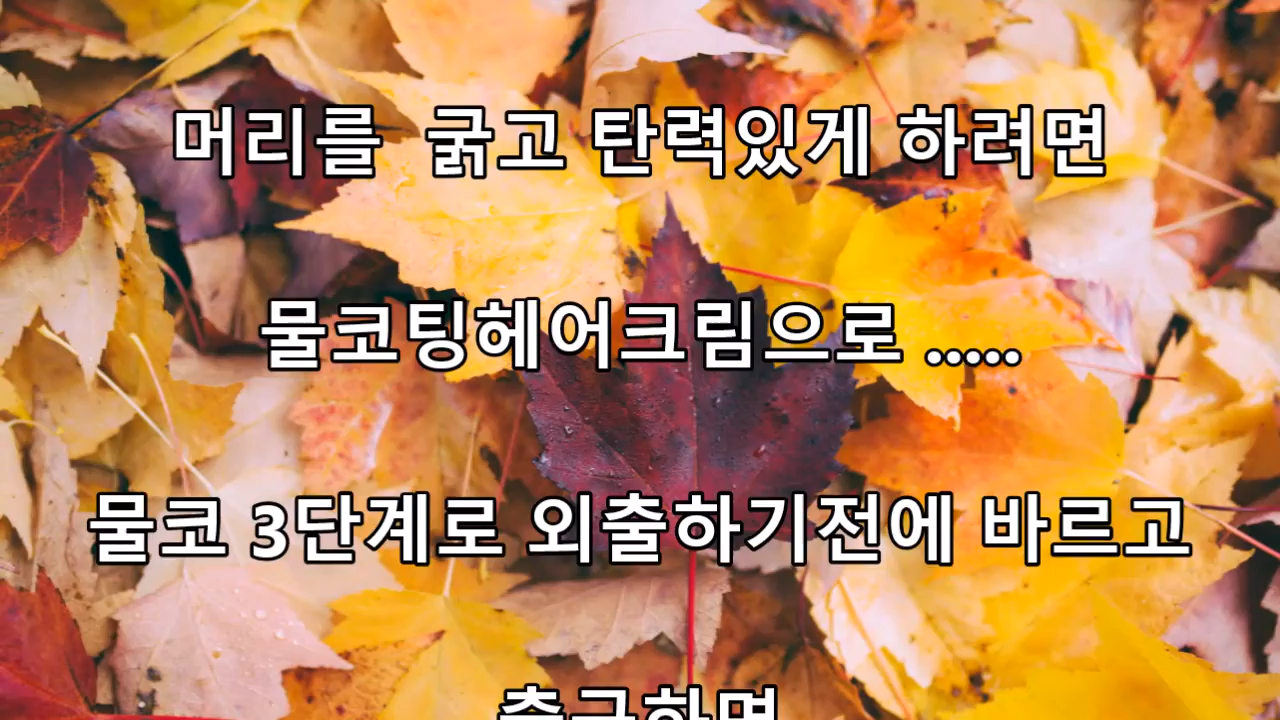 머리를  굵고 탄력있게 하려면
물코팅헤어크림으로 .....
물코 3단계로 외출하기전에 바르고